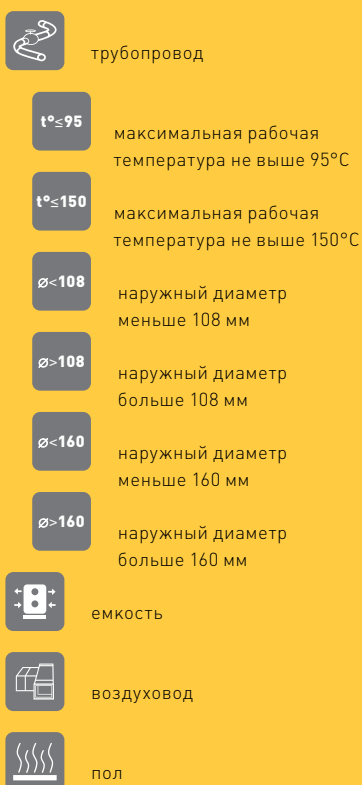 трубопровод
t°≤95
максимальная рабочая
температура не выше 95°C
t°≤150
максимальная рабочая
температура не выше 150°C
⌀<108
наружный диаметр
меньше 108 мм
⌀>108
наружный диаметр
больше 108 мм
⌀<160
наружный диаметр
меньше 160 мм
⌀>160
наружный диаметр
больше 160 мм
емкость
воздуховод
пол